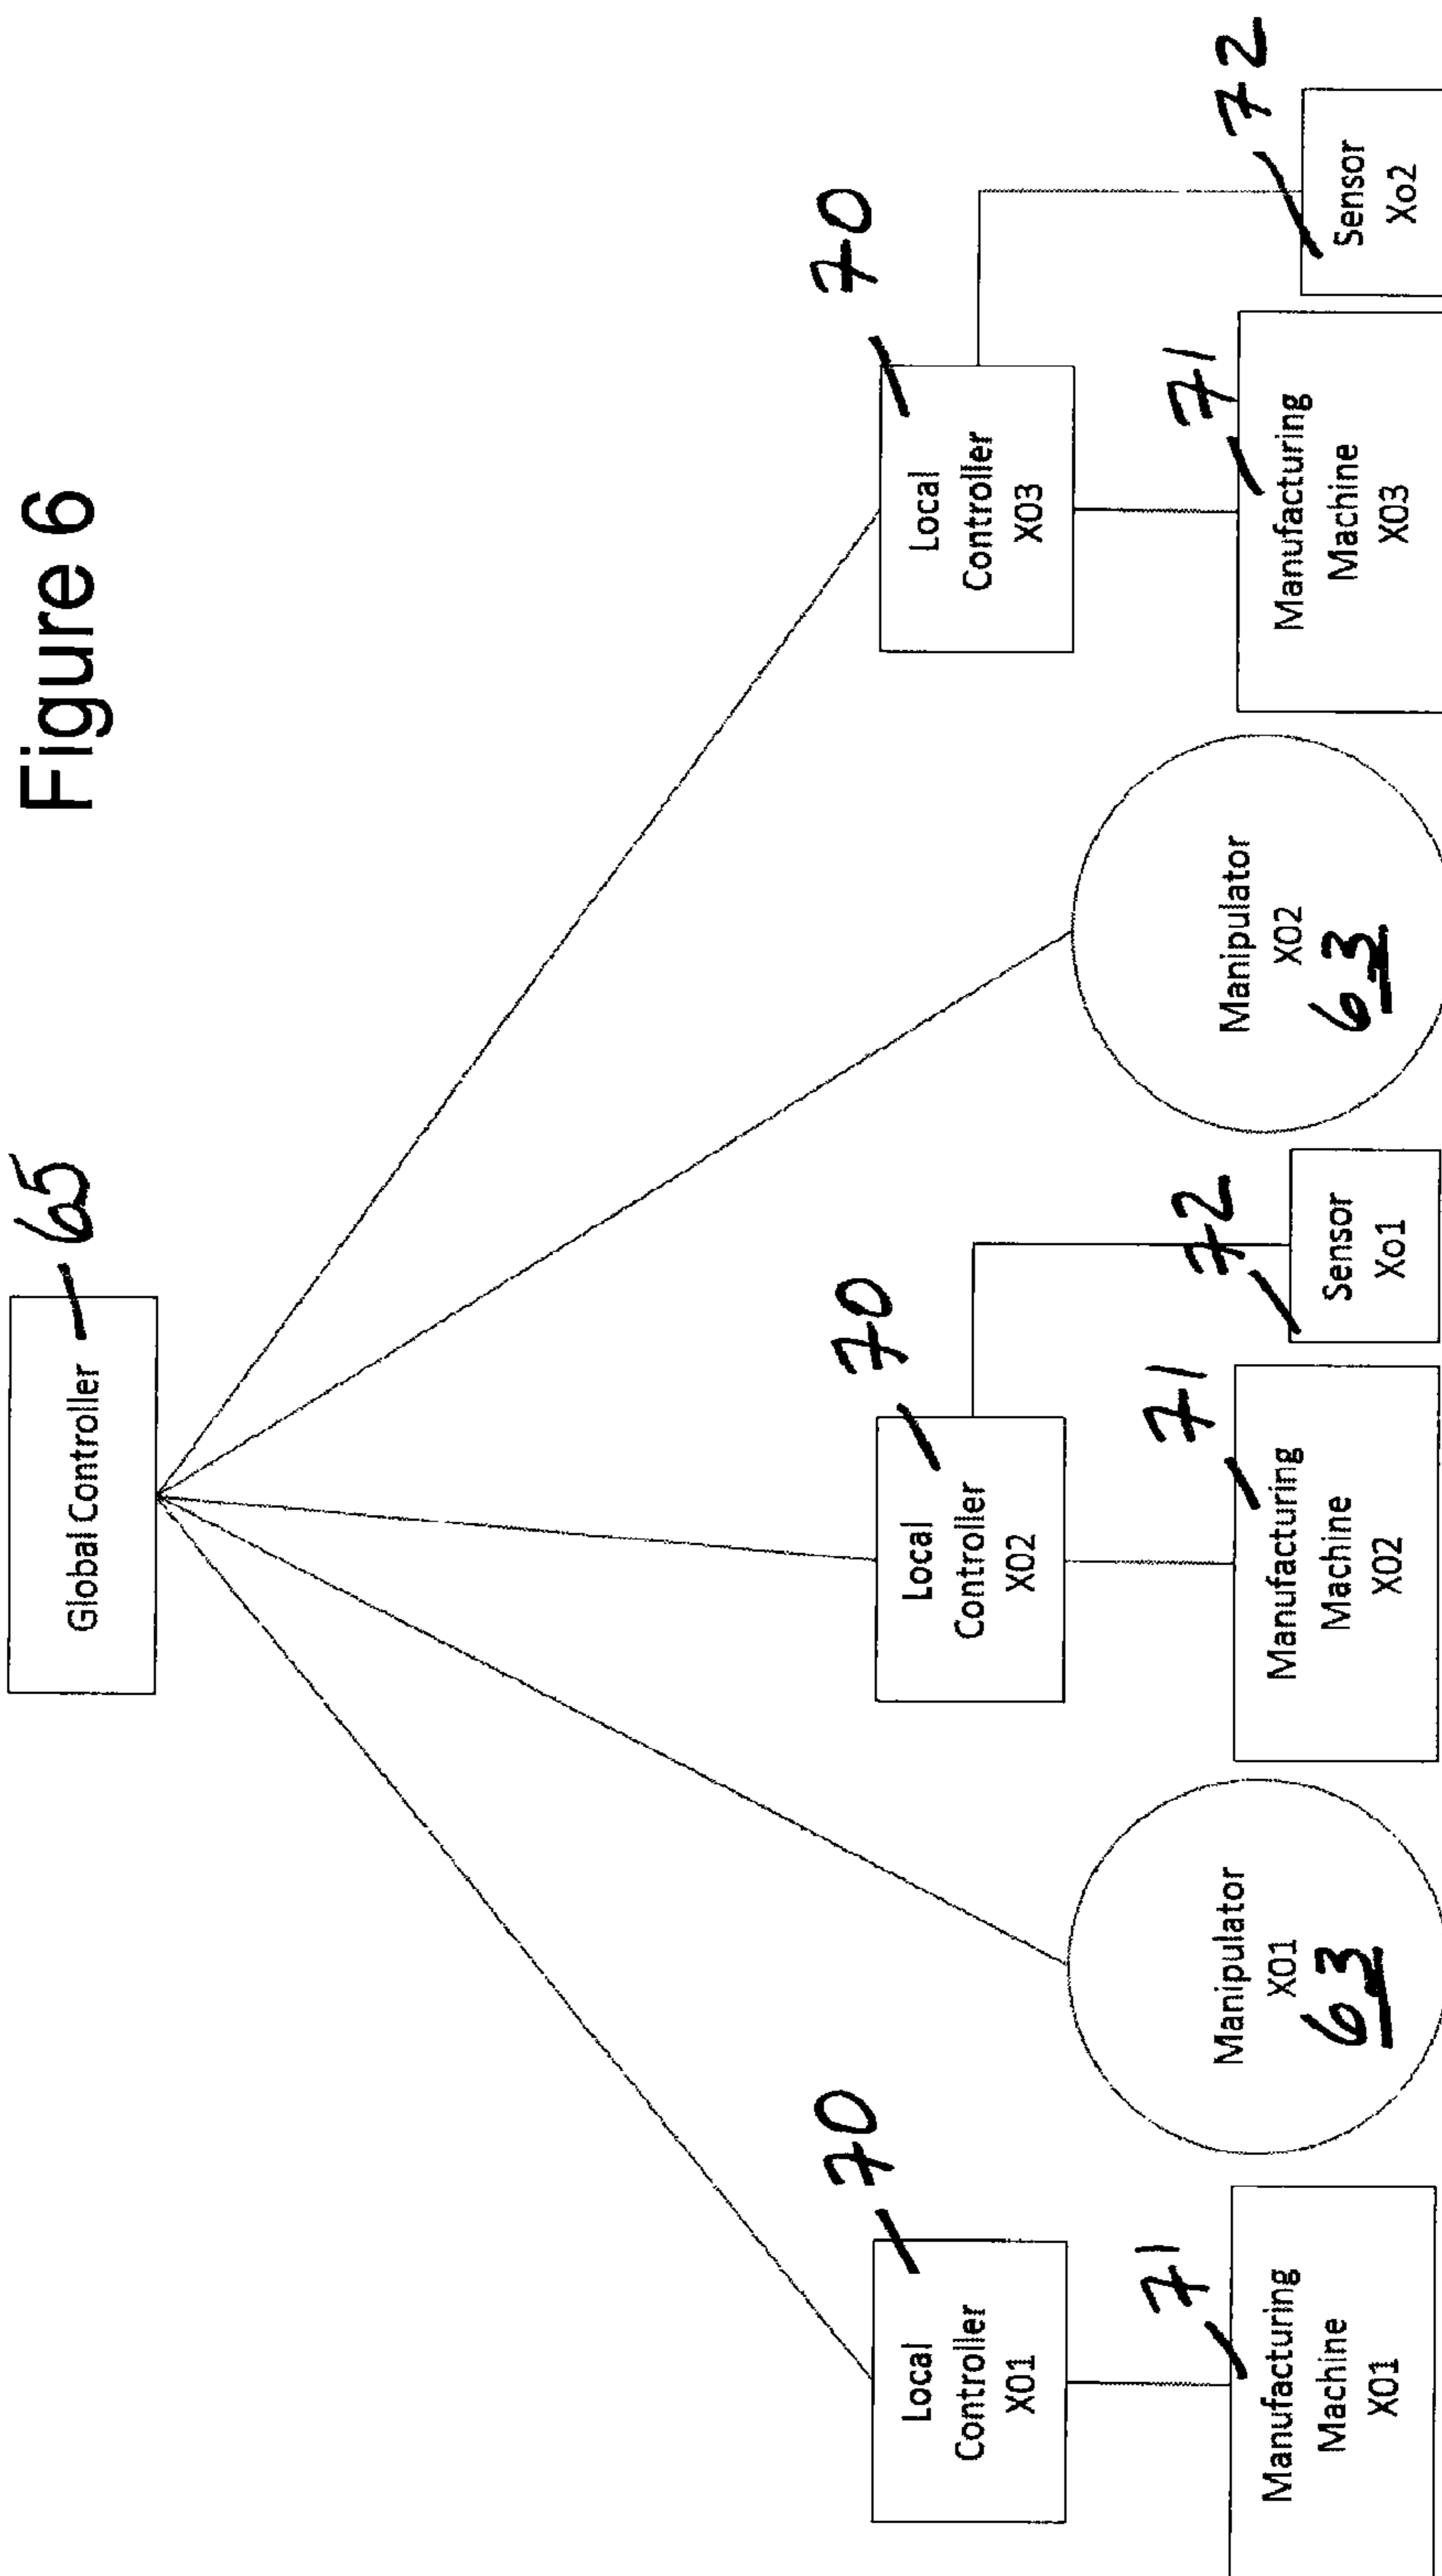 Figure 6
Global Controller
65
70
Local
Controller
X01
71
Manufacturing
Machine
X01
Manipulator
X01
63
70
Local
Controller
X02
71
Manufacturing
Machine
X02
72
Sensor
Xo1
Manipulator
X02
63
70
Local
Controller
X03
71
Manufacturing
Machine
X03
72
Sensor
Xo2